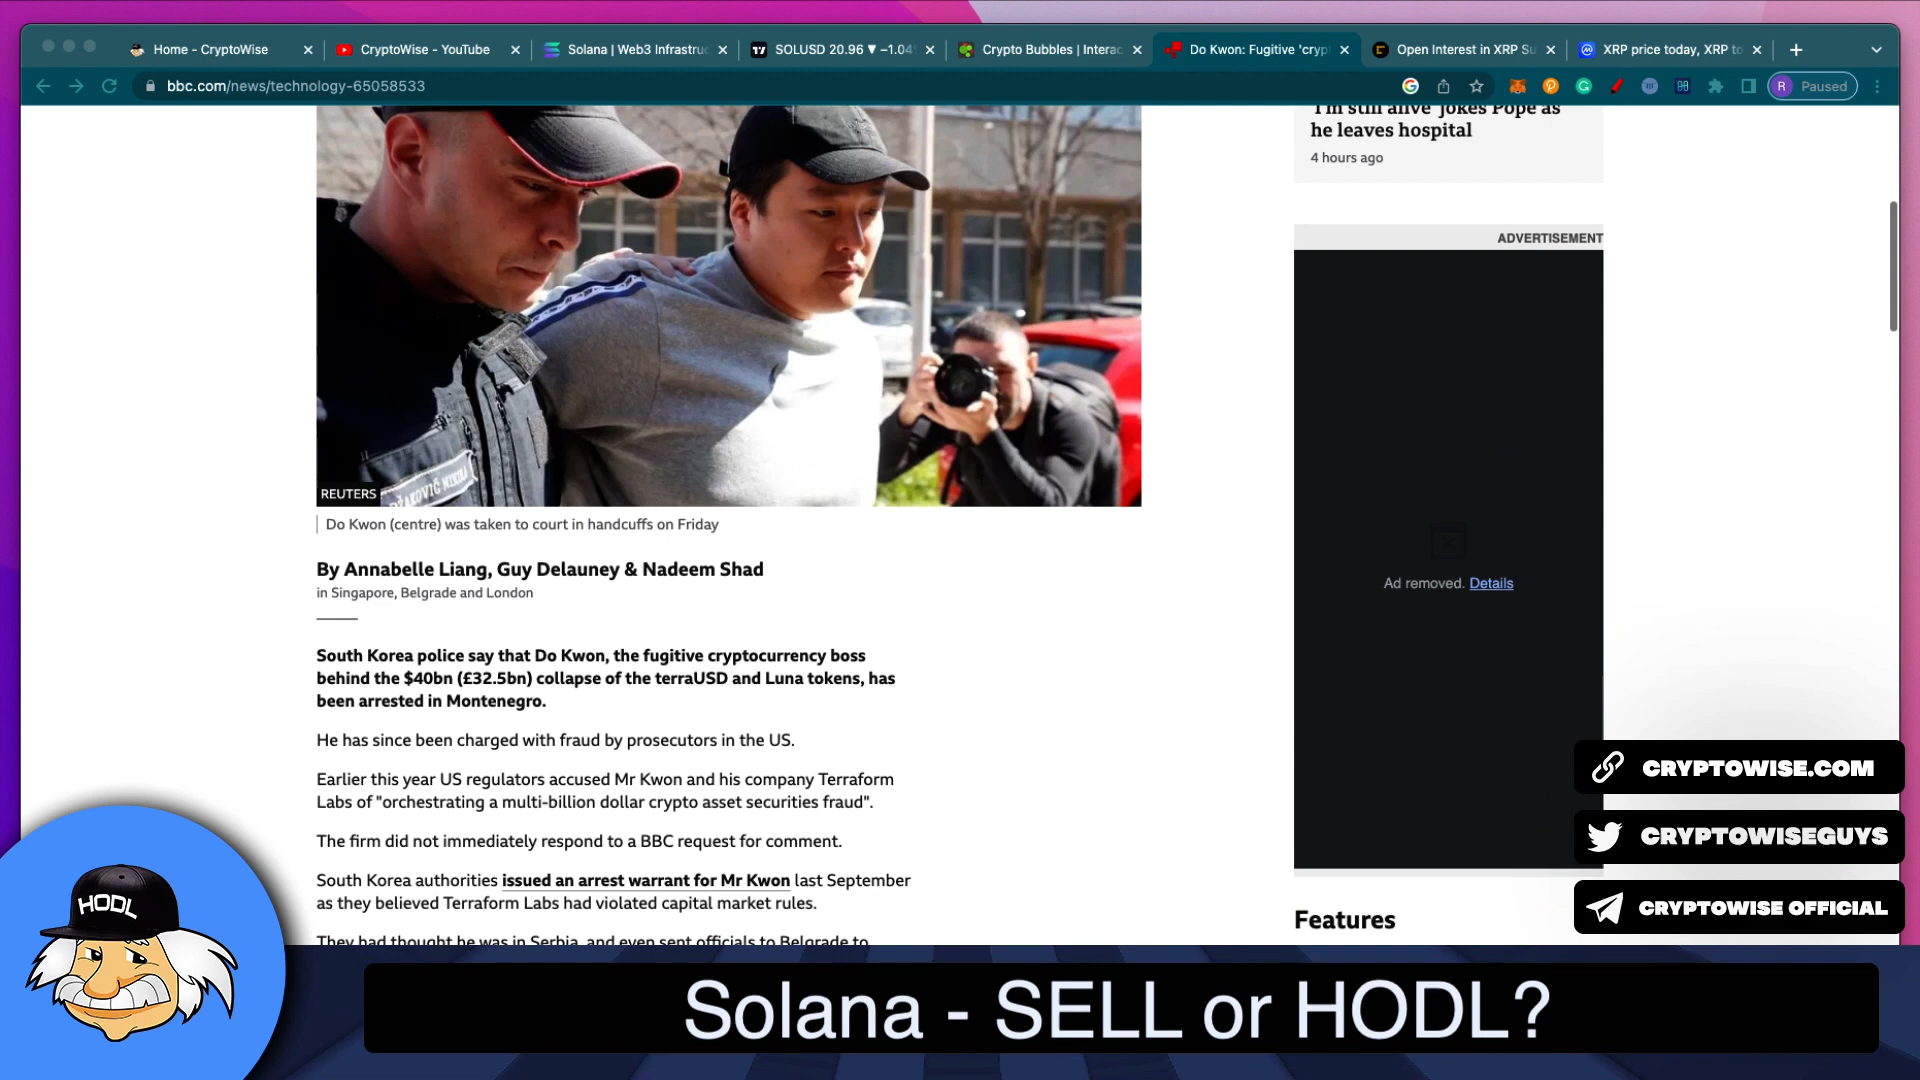 Home - CryptoWise
CryptoWise - YouTube
Solana | Web3 Infrastruc
SOLUSD 20.96 ▼ −1.04
Crypto Bubbles | Interac
Do Kwon: Fugitive 'cryp
Open Interest in XRP Su
XRP price today, XRP to
bbc.com/news/technology-65058533
R Paused
'I'm still alive' jokes Pope as
he leaves hospital
4 hours ago
ADVERTISEMENT
Ad removed. Details
REUTERS
Do Kwon (centre) was taken to court in handcuffs on Friday
By Annabelle Liang, Guy Delauney & Nadeem Shad
in Singapore, Belgrade and London
South Korea police say that Do Kwon, the fugitive cryptocurrency boss
behind the $40bn (£32.5bn) collapse of the terraUSD and Luna tokens, has
been arrested in Montenegro.
He has since been charged with fraud by prosecutors in the US.
Earlier this year US regulators accused Mr Kwon and his company Terraform
Labs of "orchestrating a multi-billion dollar crypto asset securities fraud".
The firm did not immediately respond to a BBC request for comment.
South Korea authorities issued an arrest warrant for Mr Kwon last September
as they believed Terraform Labs had violated capital market rules.
They had thought he was in Serbia, and even sent officials to Belgrade to
Features
CRYPTOWISE.COM
CRYPTOWISEGUYS
CRYPTOWISE OFFICIAL
HODL
Solana - SELL or HODL?